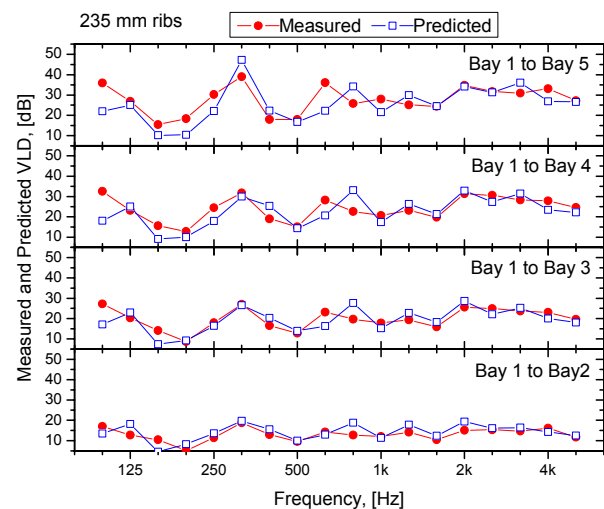 235 mm ribs
Measured Predicted
Measured and Predicted VLD, [dB]
50
40
30
20
10
Bay 1 to Bay 5
50
40
30
20
10
Bay 1 to Bay 4
50
40
30
20
10
Bay 1 to Bay 3
50
40
30
20
10
Bay 1 to Bay2
125 250 500 1k 2k 4k
Frequency, [Hz]